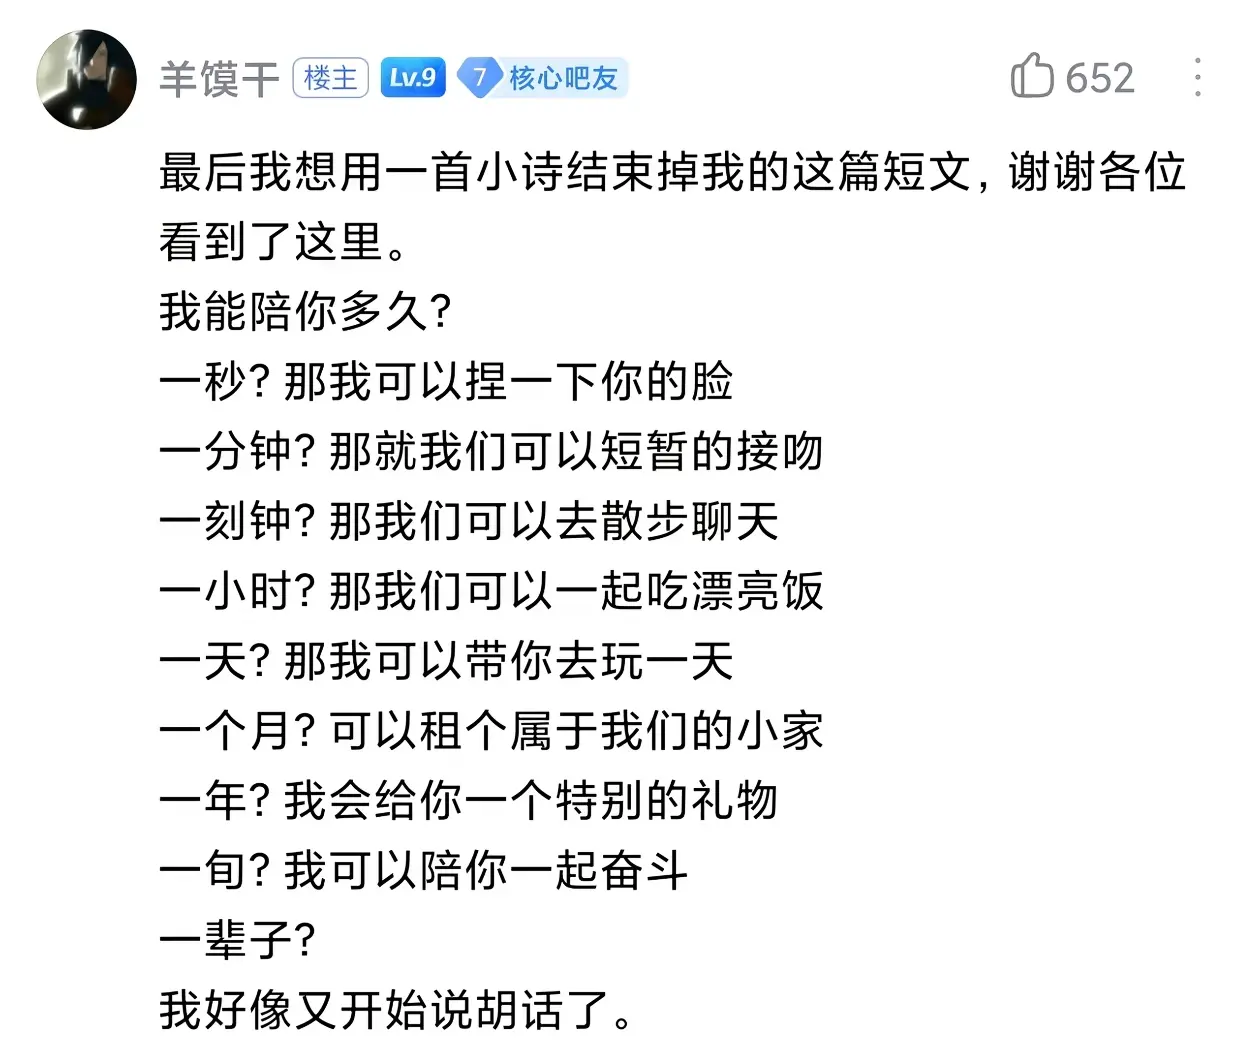 羊馍干 楼主 Lv.9 7 核心吧友 652
最后我想用一首小诗结束掉我的这篇短文，谢谢各位
看到了这里。
我能陪你多久？
一秒？那我可以捏一下你的脸
一分钟？那就我们可以短暂的接吻
一刻钟？那我们可以去散步聊天
一小时？那我们可以一起吃漂亮饭
一天？那我可以带你去玩一天
一个月？可以租个属于我们的小家
一年？我会给你一个特别的礼物
一旬？我可以陪你一起奋斗
一辈子？
我好像又开始说胡话了。